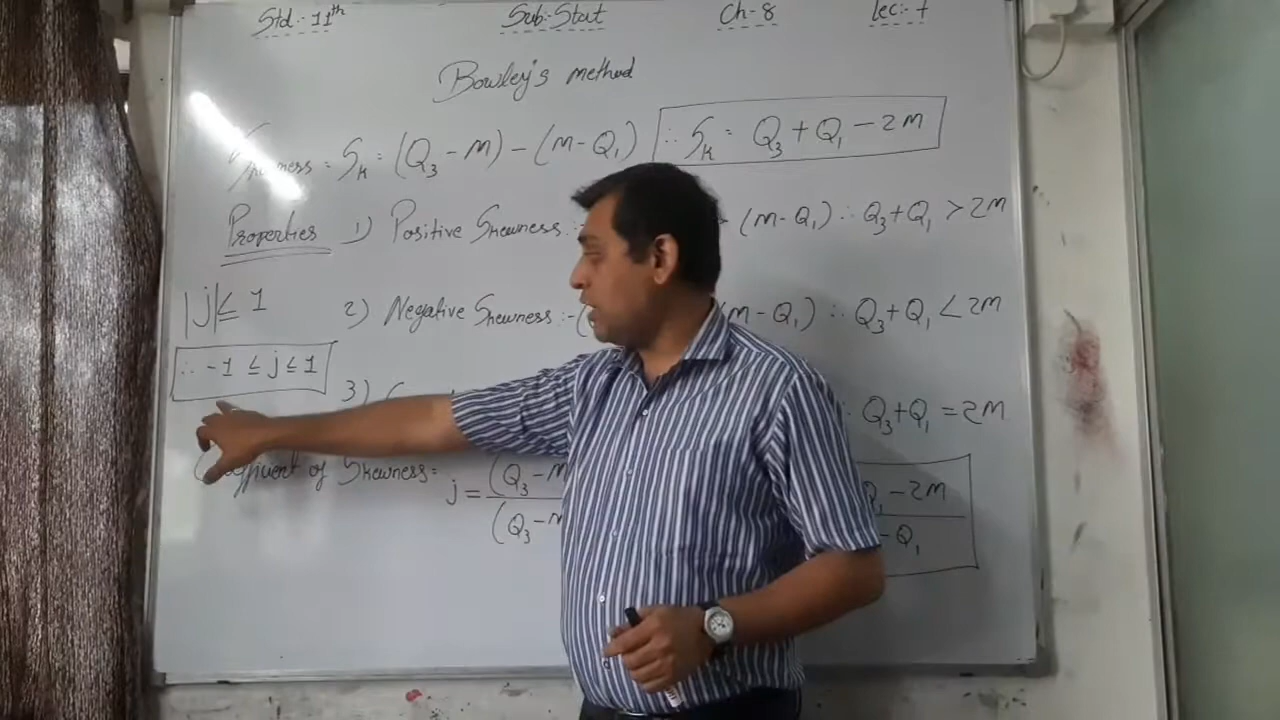 Std:- 11th Sub:- Stat Ch-8 Lec:- 7
Bowley's method
Skewness = Sk = (Q3 - M) - (M - Q1) ∴ Sk = Q3 + Q1 - 2M
Properties 1) Positive Skewness :- - (M - Q1) ∴ Q3 + Q1 > 2M
|j| ≤ 1
2) Negative Skewness :- ( M - Q1) ∴ Q3 + Q1 < 2M
∴ -1 ≤ j ≤ 1
3) ∴ Q3 + Q1 = 2M
Coefficient of Skewness = j = (Q3 - M Q1 - 2M
(Q3 - M - Q1